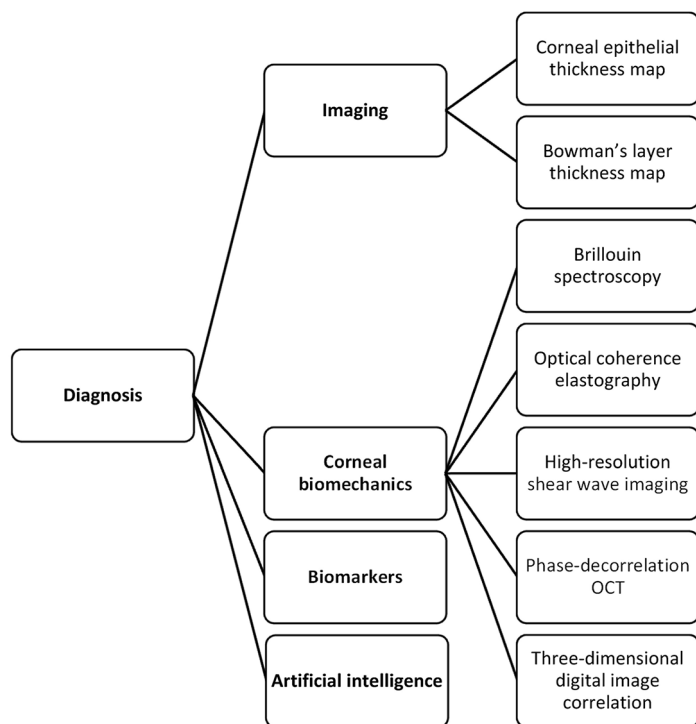 Diagnosis
Imaging
Corneal epithelial
thickness map
Bowman’s layer
thickness map
Corneal
biomechanics
Brillouin
spectroscopy
Optical coherence
elastography
High-resolution
shear wave imaging
Phase-decorrelation
OCT
Three-dimensional
digital image
correlation
Biomarkers
Artificial intelligence